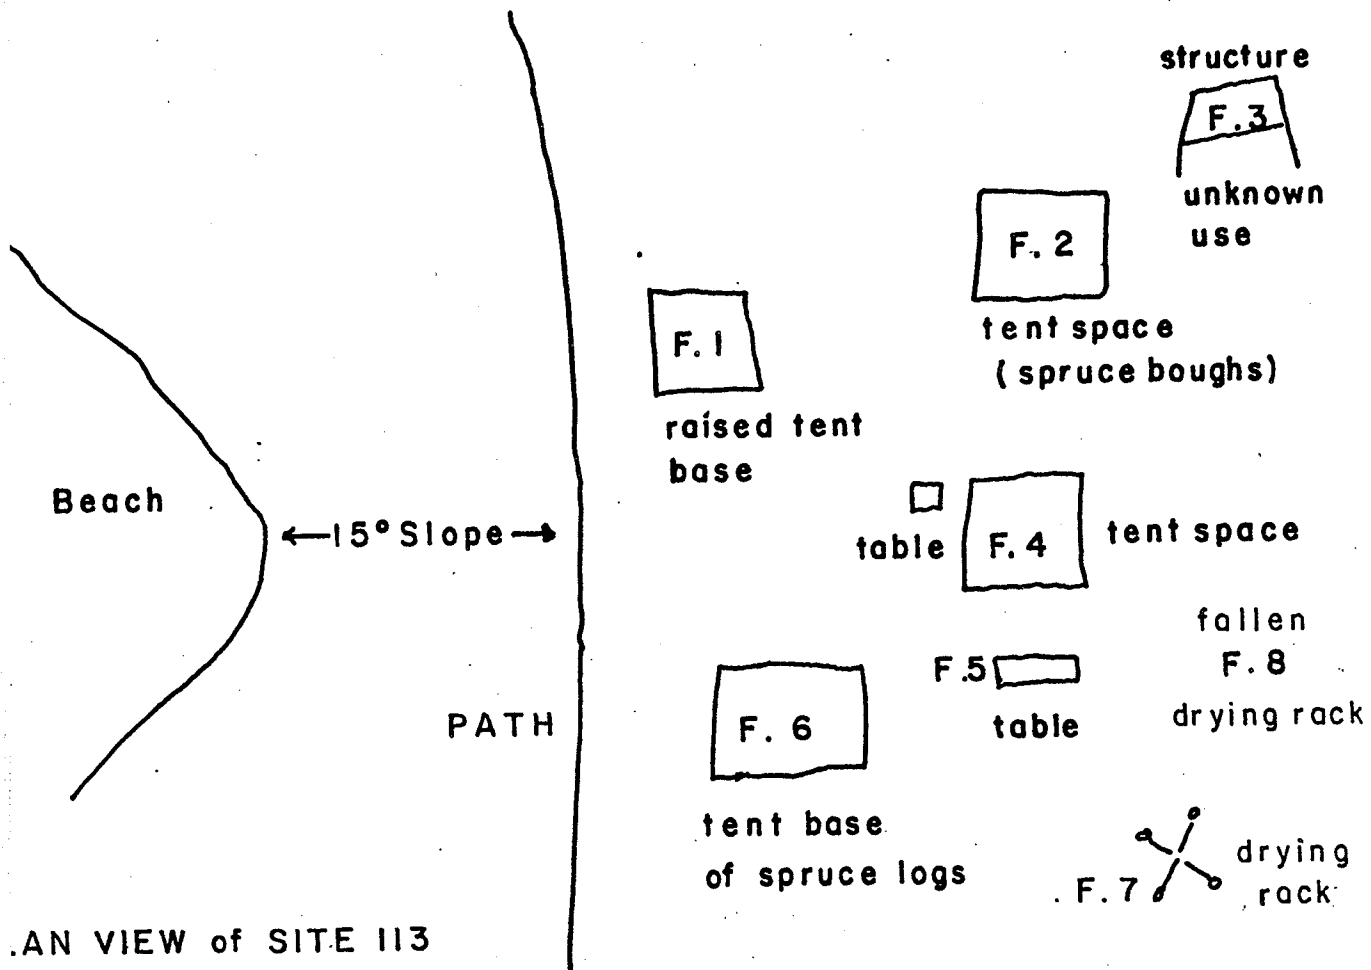 structure
F.3
unknown
use
F. 2
tent space
( spruce boughs)
F. 1
raised tent
base
Beach
←15° Slope→
table
F. 4
tent space
fallen
F. 8
drying rack
F.5
table
PATH
F. 6
tent base
of spruce logs
F. 7
drying
rack
AN VIEW of SITE 113